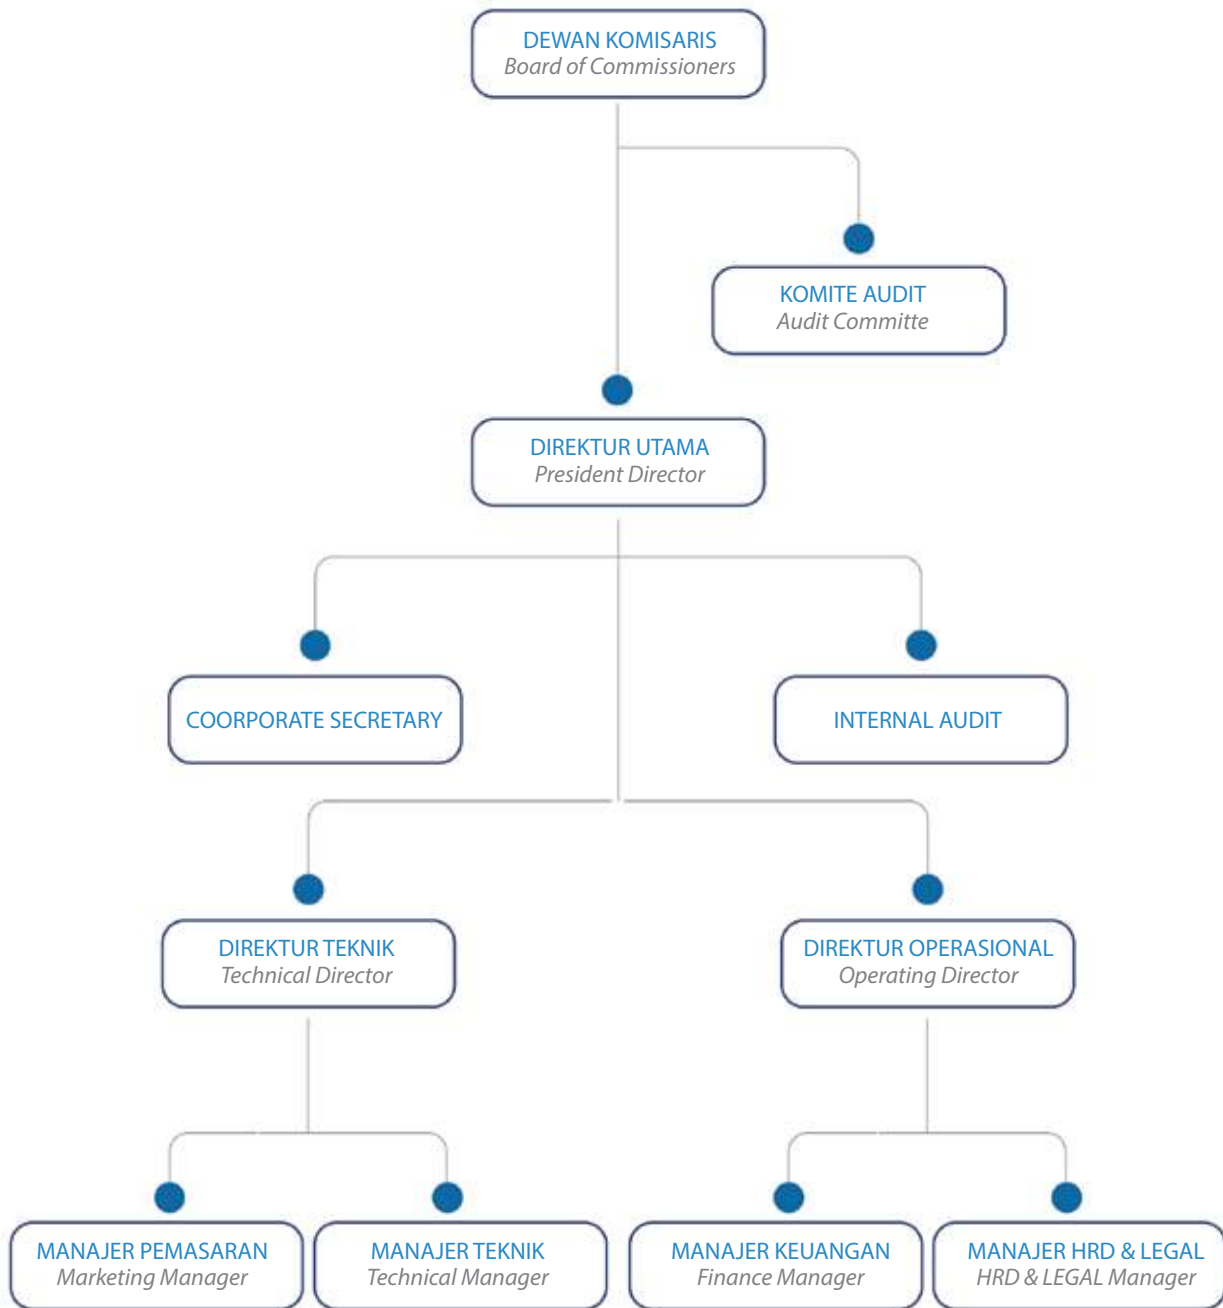 DEWAN KOMISARIS
Board of Commissioners
KOMITE AUDIT
Audit Committe
DIREKTUR UTAMA
President Director
COORPORATE SECRETARY
INTERNAL AUDIT
DIREKTUR TEKNIK
Technical Director
DIREKTUR OPERASIONAL
Operating Director
MANAJER PEMASARAN
Marketing Manager
MANAJER TEKNIK
Technical Manager
MANAJER KEUANGAN
Finance Manager
MANAJER HRD & LEGAL
HRD & LEGAL Manager